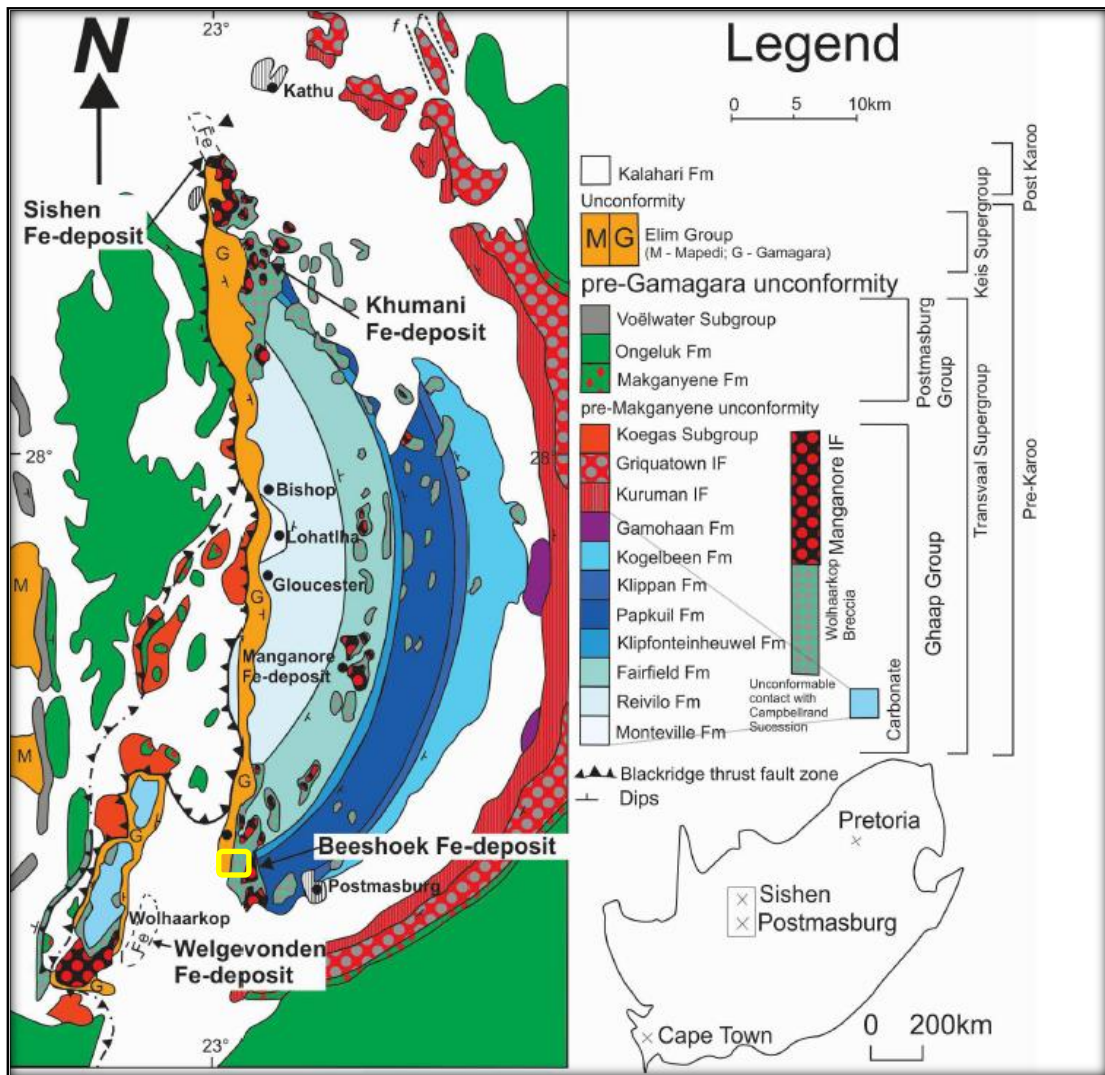 N
23°
f
f
Kathu
Fe
Sishen
Fe-deposit
G
Khumani
Fe-deposit
28°
28°
Bishop
Lohatlha
Gloucesten
G
M
Manganore
Fe-deposit
M
G
G
Beeshoek Fe-deposit
Postmasburg
Wolhaarkop
Fe
Welgevonden
Fe-deposit
G
23°
Legend
0 5 10km
Kalahari Fm
Unconformity
M G
Elim Group
(M - Mapedi; G - Gamagara)
pre-Gamagara unconformity
Voëlwater Subgroup
Ongeluk Fm
Makganyene Fm
pre-Makganyene unconformity
Koegas Subgroup
Griquatown IF
Kuruman IF
Gamohaan Fm
Kogelbeen Fm
Klippan Fm
Papkuil Fm
Klipfonteinheuwel Fm
Fairfield Fm
Reivilo Fm
Monteville Fm
Manganore IF
Wolhaarkop
Breccia
Unconformable
contact with
Campbellrand
Sucession
Carbonate
Ghaap Group
Postmasburg
Group
Transvaal Supergroup
Keis Supergroup
Post Karoo
Pre-Karoo
Blackridge thrust fault zone
Dips
Pretoria
Sishen
Postmasburg
Cape Town
0 200km